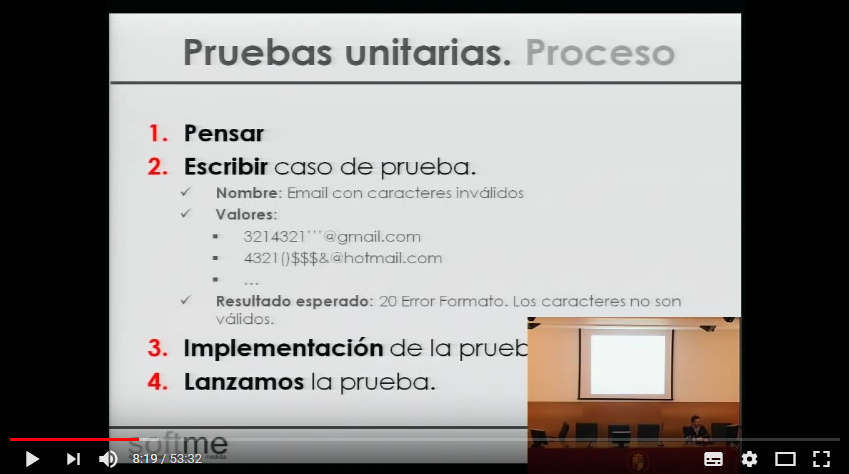 Pruebas unitarias. Proceso
1. Pensar
2. Escribir caso de prueba.
✓ Nombre: Email con caracteres inválidos
✓ Valores:
▪ 3214321'''@gmail.com
▪ 4321()$$$&@hotmail.com
▪ ...
✓ Resultado esperado: 20 Error Formato. Los caracteres no son
válidos.
3. Implementación de la prueb
4. Lanzamos la prueba.
softme
8:19 / 53:32